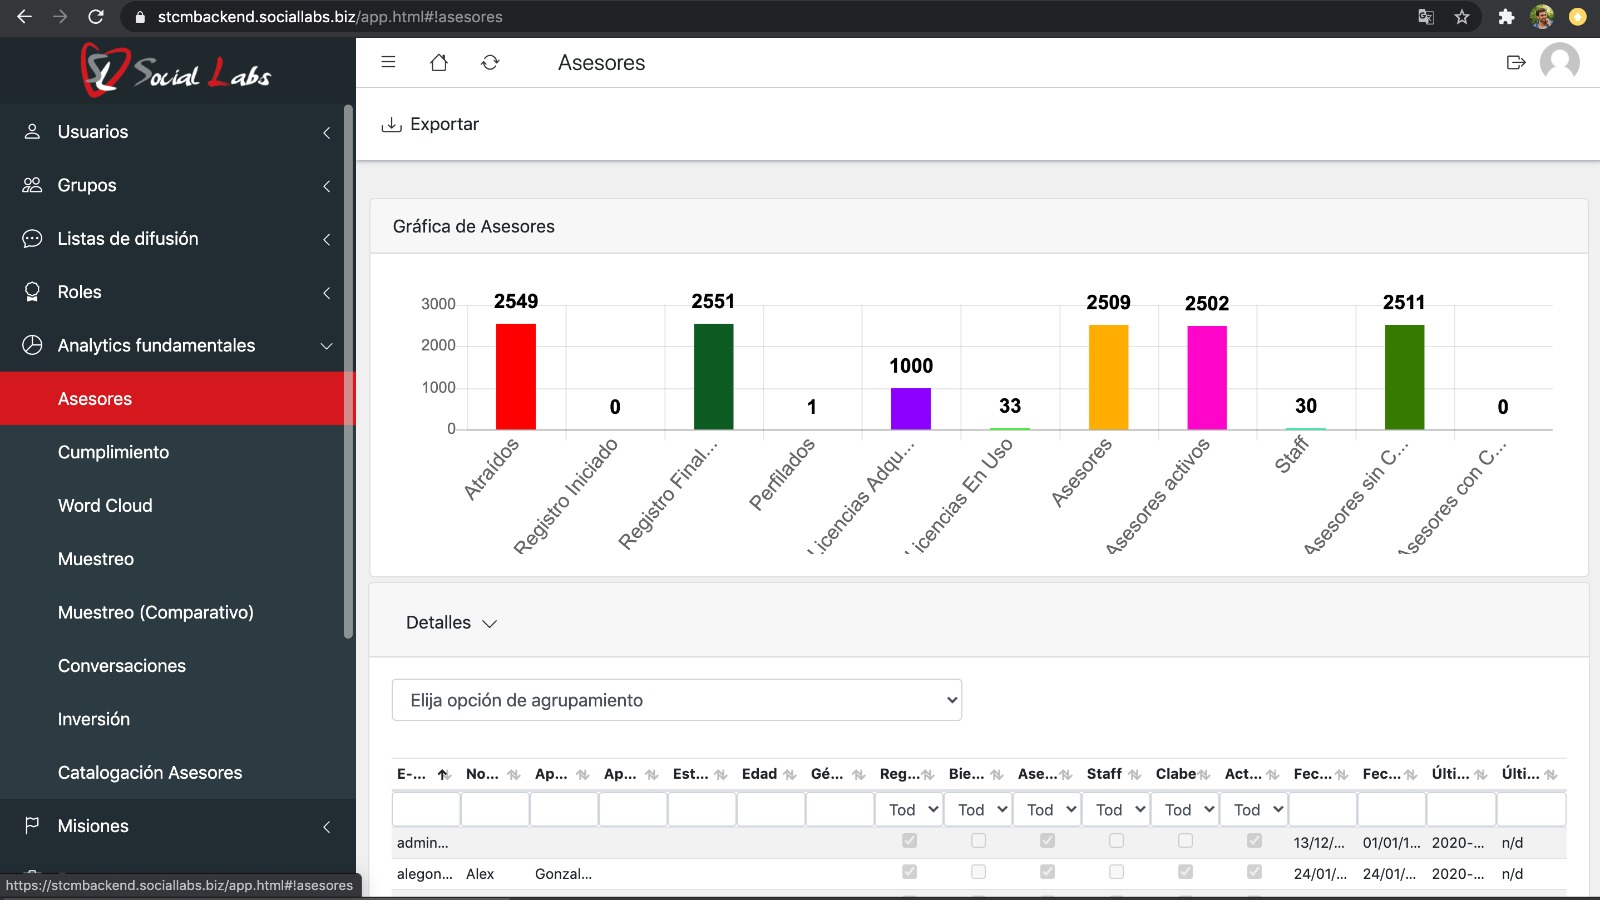 stcmbackend.sociallabs.biz/app.html#!asesores
Social Labs
Asesores
Usuarios
Exportar
Grupos
Listas de difusión
Gráfica de Asesores
Roles
Analytics fundamentales
Asesores
Cumplimiento
Word Cloud
Muestreo
Muestreo (Comparativo)
Conversaciones
Inversión
Catalogación Asesores
Misiones
3000
2000
1000
0
2549
0
2551
1
1000
33
2509
2502
30
2511
0
Atraídos
Registro Iniciado
Registro Final...
Perfilados
Licencias Adqu...
Licencias En Uso
Asesores
Asesores activos
Staff
Asesores sin C...
Asesores con C...
Detalles
Elija opción de agrupamiento
E-... No... Ap... Ap... Est... Edad Gé... Reg... Bie... Ase... Staff Clabe Act... Fec... Fec... Últi... Últi...
Tod Tod Tod Tod Tod Tod
admin... 13/12/... 01/01/1... 2020-... n/d
alegon... Alex Gonzal... 24/01/... 24/01/... 2020-... n/d
https://stcmbackend.sociallabs.biz/app.html#!asesores